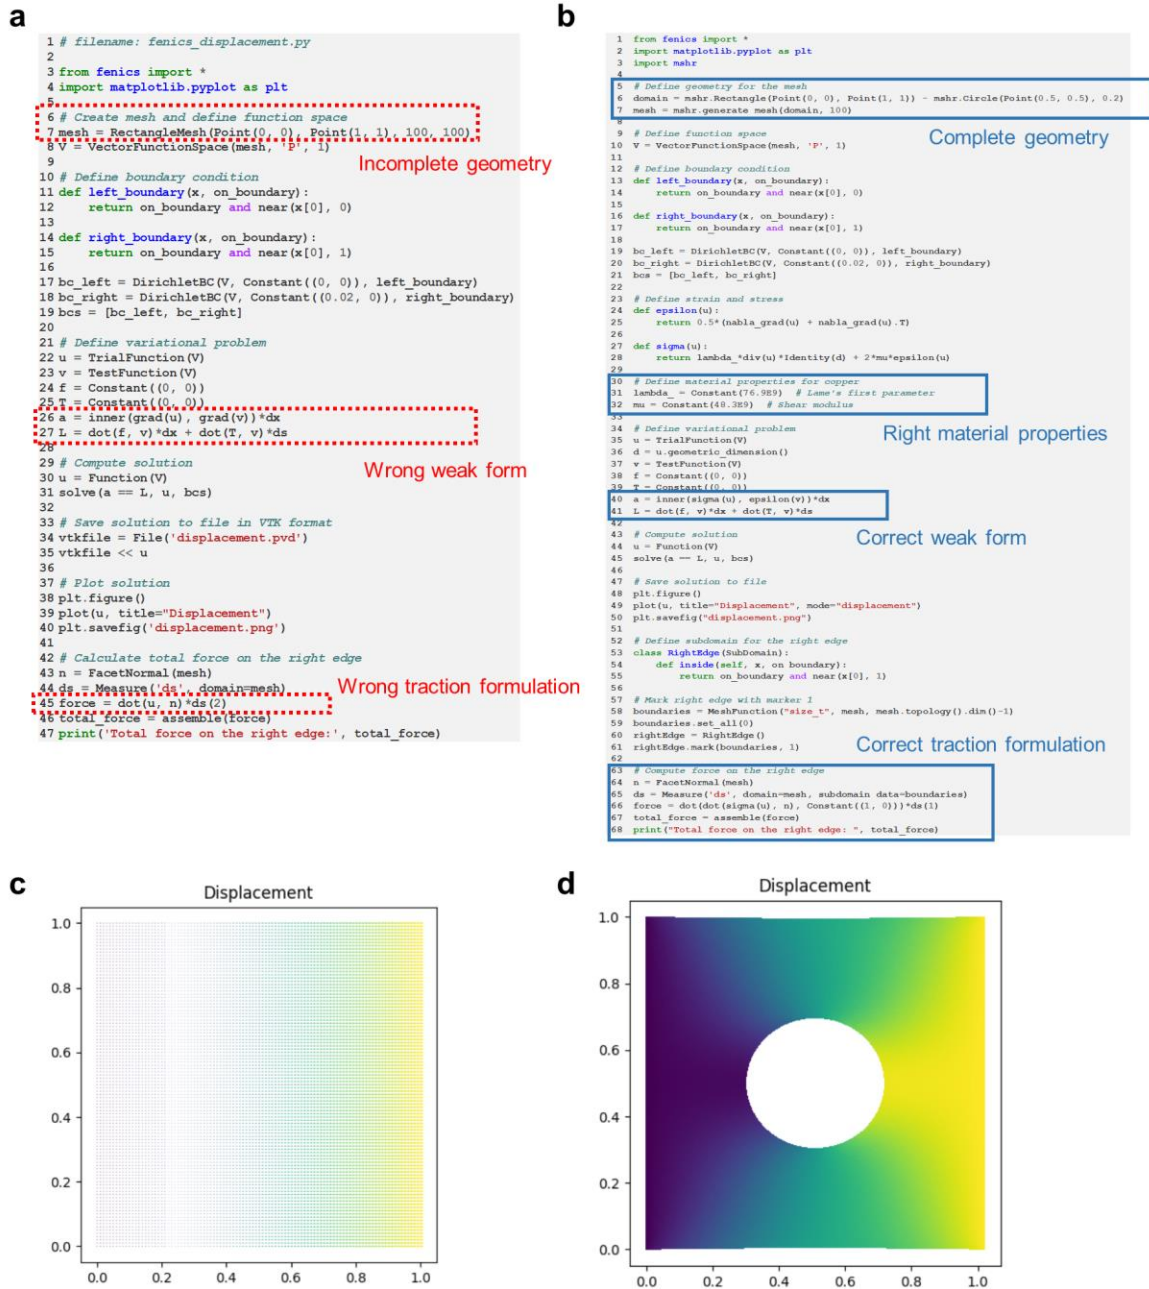 a
1 # filename: fenics_displacement.py
2
3 from fenics import *
4 import matplotlib.pyplot as plt
5
6 # Create mesh and define function space
7 mesh = RectangleMesh(Point(0, 0), Point(1, 1), 100, 100)
8 V = VectorFunctionSpace(mesh, 'P', 1)
Incomplete geometry
9
10 # Define boundary condition
11 def left_boundary(x, on_boundary):
12     return on_boundary and near(x[0], 0)
13
14 def right_boundary(x, on_boundary):
15     return on_boundary and near(x[0], 1)
16
17 bc_left = DirichletBC(V, Constant((0, 0)), left_boundary)
18 bc_right = DirichletBC(V, Constant((0.02, 0)), right_boundary)
19 bcs = [bc_left, bc_right]
20
21 # Define variational problem
22 u = TrialFunction(V)
23 v = TestFunction(V)
24 f = Constant((0, 0))
25 T = Constant((0, 0))
26 a = inner(grad(u), grad(v))*dx
27 L = dot(f, v)*dx + dot(T, v)*ds
28
Wrong weak form
29 # Compute solution
30 u = Function(V)
31 solve(a == L, u, bcs)
32
33 # Save solution to file in VTK format
34 vtkfile = File('displacement.pvd')
35 vtkfile << u
36
37 # Plot solution
38 plt.figure()
39 plot(u, title="Displacement")
40 plt.savefig('displacement.png')
41
42 # Calculate total force on the right edge
43 n = FacetNormal(mesh)
44 ds = Measure('ds', domain=mesh)
Wrong traction formulation
45 force = dot(u, n)*ds(2)
46 total_force = assemble(force)
47 print('Total force on the right edge:', total_force)
b
1 from fenics import *
2 import matplotlib.pyplot as plt
3 import mshr
4
5 # Define geometry for the mesh
6 domain = mshr.Rectangle(Point(0, 0), Point(1, 1)) - mshr.Circle(Point(0.5, 0.5), 0.2)
7 mesh = mshr.generate_mesh(domain, 100)
8
Complete geometry
9 # Define function space
10 V = VectorFunctionSpace(mesh, 'P', 1)
11
12 # Define boundary condition
13 def left_boundary(x, on_boundary):
14     return on_boundary and near(x[0], 0)
15
16 def right_boundary(x, on_boundary):
17     return on_boundary and near(x[0], 1)
18
19 bc_left = DirichletBC(V, Constant((0, 0)), left_boundary)
20 bc_right = DirichletBC(V, Constant((0.02, 0)), right_boundary)
21 bcs = [bc_left, bc_right]
22
23 # Define strain and stress
24 def epsilon(u):
25     return 0.5*(nabla_grad(u) + nabla_grad(u).T)
26
27 def sigma(u):
28     return lambda_*div(u)*Identity(d) + 2*mu*epsilon(u)
29
30 # Define material properties for copper
31 lambda_ = Constant(76.9E9)  # Lame's first parameter
32 mu = Constant(48.3E9)  # Shear modulus
33
Right material properties
34 # Define variational problem
35 u = TrialFunction(V)
36 d = u.geometric_dimension()
37 v = TestFunction(V)
38 f = Constant((0, 0))
39 T = Constant((0, 0))
40 a = inner(sigma(u), epsilon(v))*dx
41 L = dot(f, v)*dx + dot(T, v)*ds
42
Correct weak form
43 # Compute solution
44 u = Function(V)
45 solve(a == L, u, bcs)
46
47 # Save solution to file
48 plt.figure()
49 plot(u, title="Displacement", mode="displacement")
50 plt.savefig("displacement.png")
51
52 # Define subdomain for the right edge
53 class RightEdge(SubDomain):
54     def inside(self, x, on_boundary):
55         return on_boundary and near(x[0], 1)
56
57 # Mark right edge with marker 1
58 boundaries = MeshFunction("size_t", mesh, mesh.topology().dim()-1)
59 boundaries.set_all(0)
60 rightEdge = RightEdge()
61 rightEdge.mark(boundaries, 1)
Correct traction formulation
62
63 # Compute force on the right edge
64 n = FacetNormal(mesh)
65 ds = Measure('ds', domain=mesh, subdomain_data=boundaries)
66 force = dot(dot(sigma(u), n), Constant((1, 0)))*ds(1)
67 total_force = assemble(force)
68 print("Total force on the right edge: ", total_force)
c
Displacement
1.0
0.8
0.6
0.4
0.2
0.0
0.0 0.2 0.4 0.6 0.8 1.0
d
Displacement
1.0
0.8
0.6
0.4
0.2
0.0
0.0 0.2 0.4 0.6 0.8 1.0